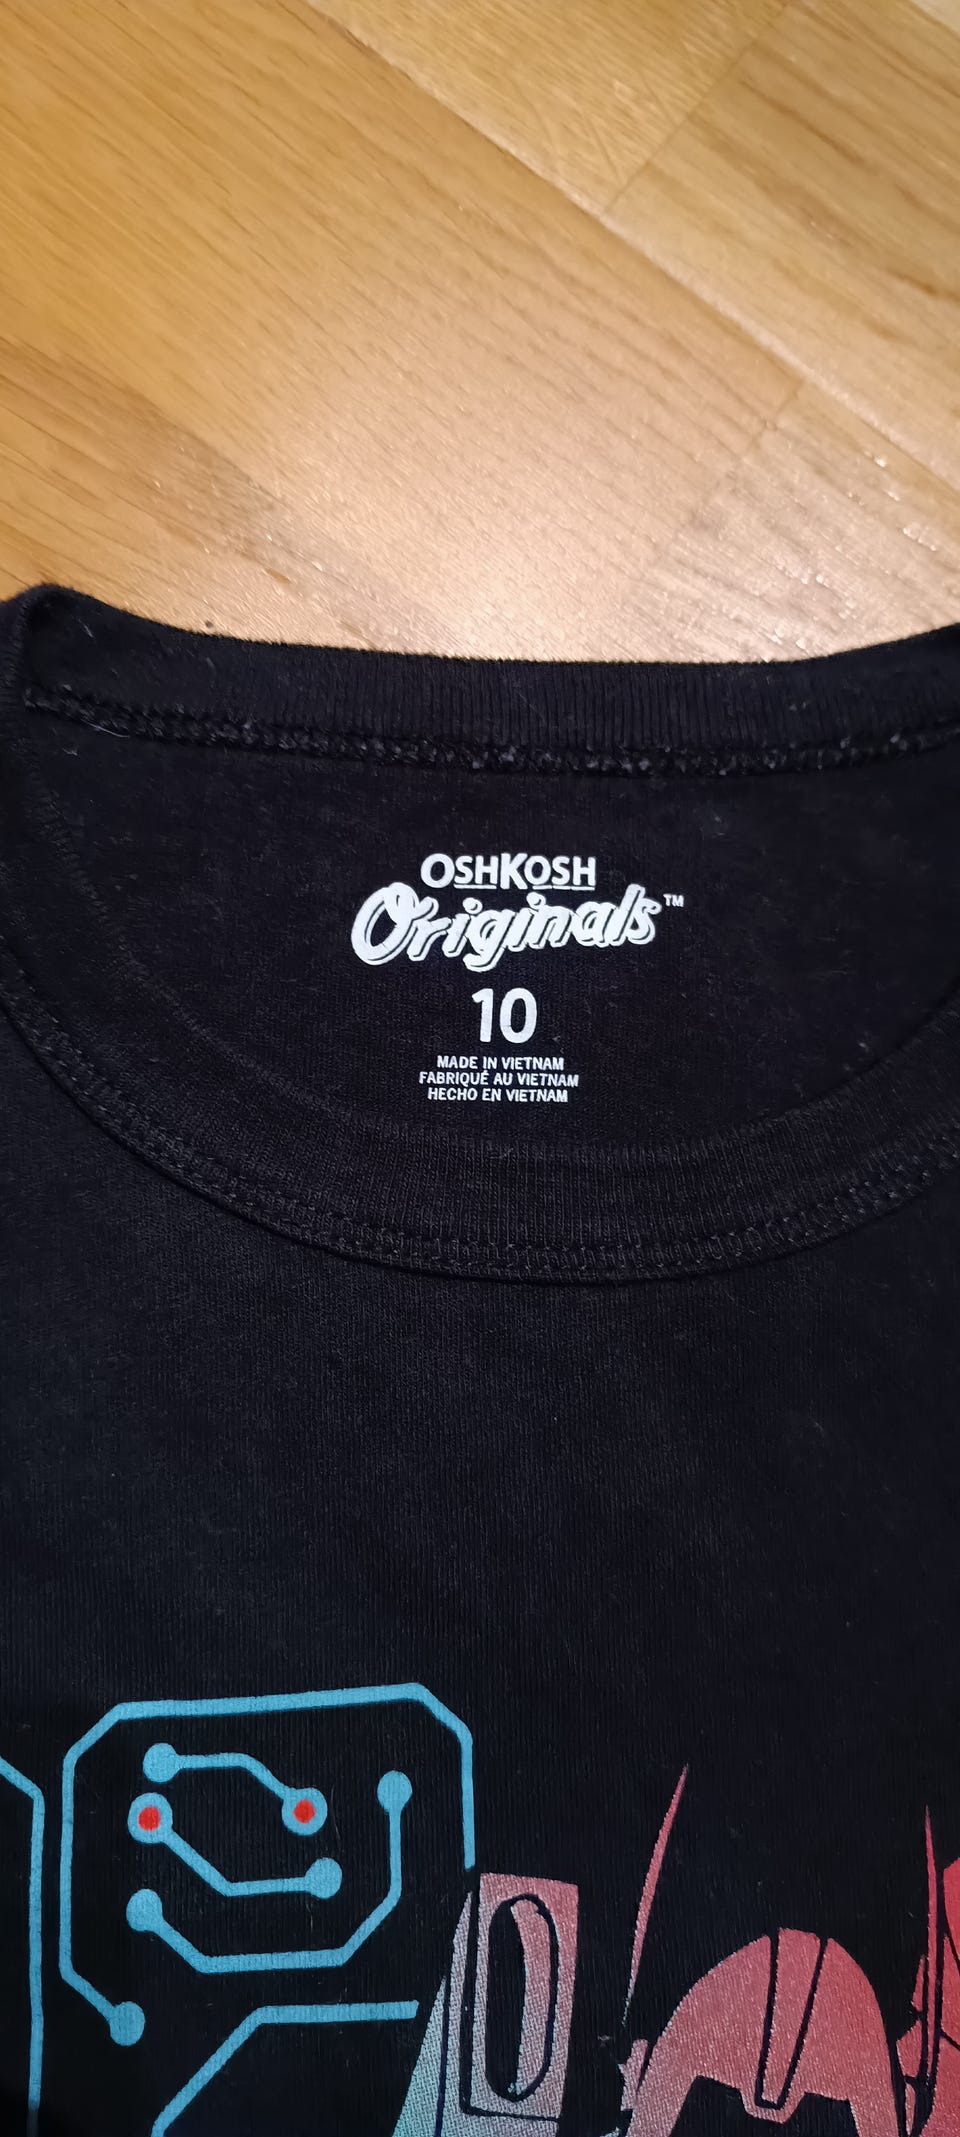 OSHKOSH
Originals™
10
MADE IN VIETNAM
FABRIQUÉ AU VIETNAM
HECHO EN VIETNAM